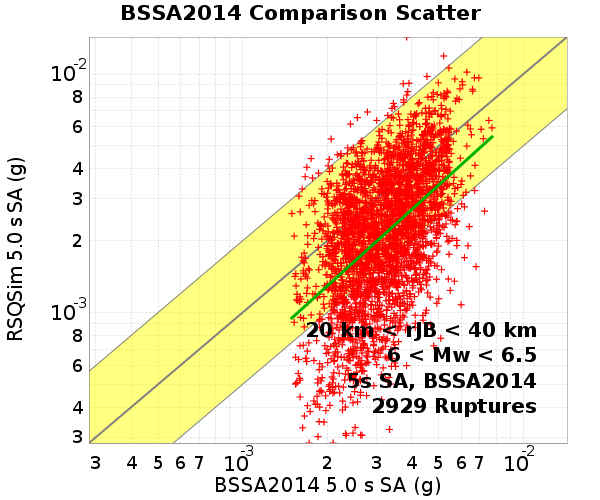 BSSA2014 Comparison Scatter
RSQSim 5.0 s SA (g)
10-2
8
6
4
3
2
10-3
8
6
4
3
20 km < rJB < 40 km
6 < Mw < 6.5
5s SA, BSSA2014
2929 Ruptures
3 4 5 6 7 10-3 2 3 4 5 6 7 10-2
BSSA2014 5.0 s SA (g)